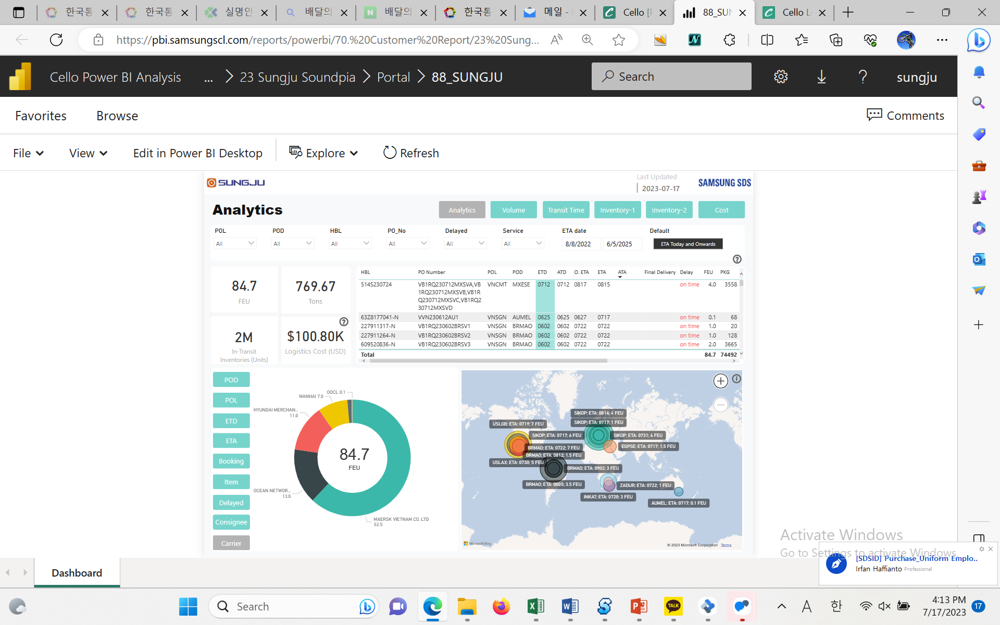 한국통
한국통
실명인
배달의
배달의
한국통
메일 -
Cello [F
88_SUN
Cello Lo
https://pbi.samsungscl.com/reports/powerbi/70.%20Customer%20Report/23%20Sung...
Cello Power BI Analysis ... > 23 Sungju Soundpia > Portal > 88_SUNGJU
Search
sungju
Favorites Browse
Comments
File View Edit in Power BI Desktop Explore Refresh
SUNGJU
Last Updated
2023-07-17
SAMSUNG SDS
Analytics
Analytics Volume Transit Time Inventory-1 Inventory-2 Cost
POL POD HBL PO_No Delayed Service ETA date Default
All All All All All All 8/8/2022 6/5/2025 ETA Today and Onwards
84.7
FEU
769.67
Tons
2M
In-Transit
Inventories (Units)
$100.80K
Logistics Cost (USD)
HBL PO Number POL POD ETD ATD O. ETA ETA ATA Final Delivery Delay FEU PKG
514S230724 VB1RQ230712MXSVA,VB VNCMT MXESE 0712 0712 0817 0815 on time 4.0 3558
1RQ230712MXSVB,VB1R
Q230712MXSVC,VB1RQ2
30712MXSVD
63Z8177041-N VVN230612AU1 VNSGN AUMEL 0625 0625 0627 0717 on time 0.1 68
227911317-N VB1RQ230602BRSV1 VNSGN BRMAO 0602 0602 0722 0722 on time 1.0 20
227911264-N VB1RQ230602BRSV2 VNSGN BRMAO 0602 0602 0722 0722 on time 1.0 128
609520836-N VB1RQ230602BRSV3 VNSGN BRMAO 0602 0602 0722 0722 on time 2.0 3665
Total 84.7 74492
POD
POL
ETD
ETA
Booking
Item
Delayed
Consignee
Carrier
OOCL 0.1
WANHAI 7.0
HYUNDAI MERCHAN...
11.0
OCEAN NETWOR...
13.0
MAERSK VIETNAM CO. LTD
52.5
84.7
FEU
SIKOP; ETA: 0814; 4 FEU
SIKOP; ETA: 0717; 1 FEU
USLGB; ETA: 0719; 7 FEU
SIKOP; ETA: 0717; 6 FEU
SIKOP; ETA: 0731; 4 FEU
EGPSE; ETA: 0717; 1.5 FEU
BRMAO; ETA: 0722; 7 FEU
BRMAO; ETA: 0812; 1.5 FEU
USLAX; ETA: 0730; 5 FEU
BRMAO; ETA: 0902; 3 FEU
BRMAO; ETA: 0805; 3.5 FEU
ZADUR; ETA: 0722; 1 FEU
INKAT; ETA: 0720; 3 FEU
AUMEL; ETA: 0717; 0.1 FEU
Microsoft Bing
© 2023 Microsoft Corporation Terms
Activate Windows
Go to Settings to activate Windows.
[SDSID] Purchase_Uniform Emplo..
Irfan Haffianto Professional
Dashboard
Search
TALK
A 한
4:13 PM
7/17/2023
17